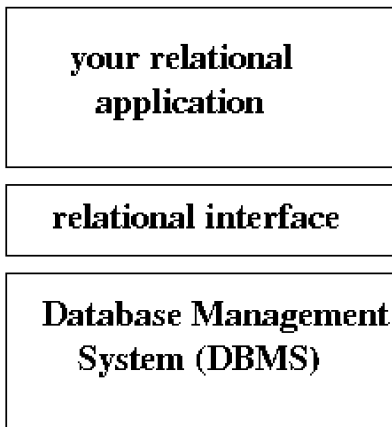 your relational
application
relational interface
Database Management
System (DBMS)